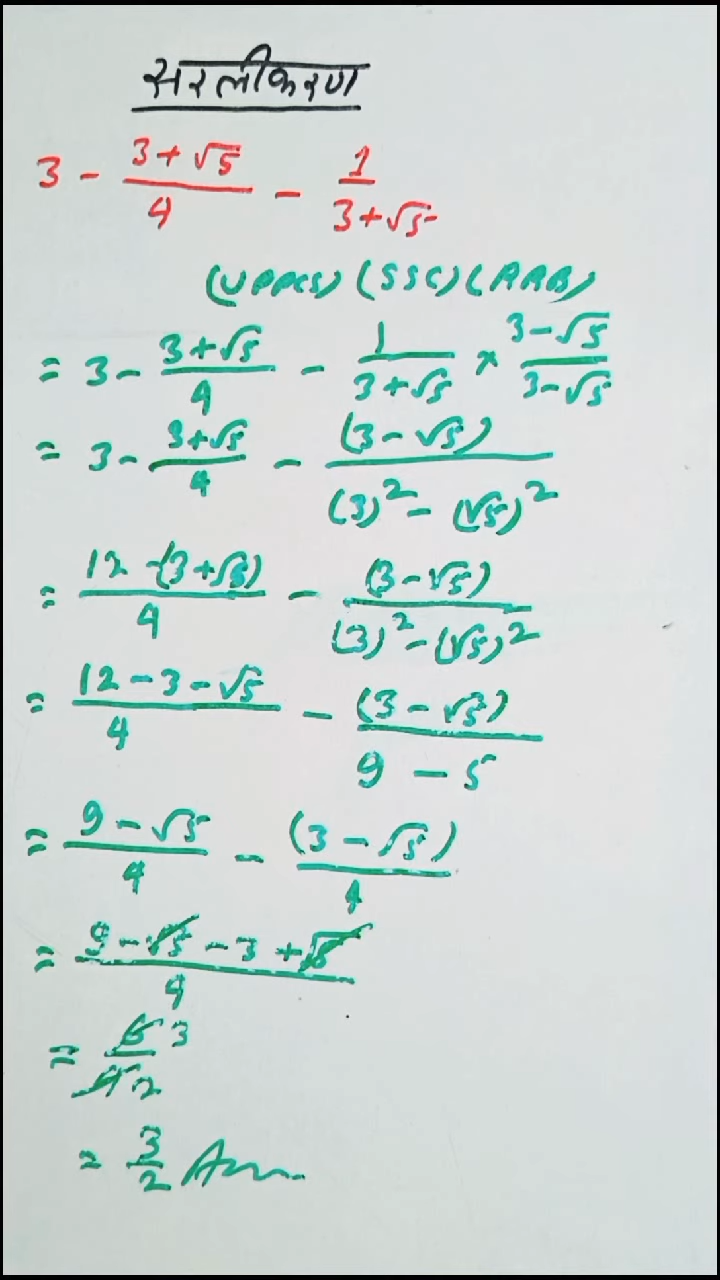 सरलीकरण
3 - (3+√5)/4 - 1/(3+√5)
(UPPCS) (SSC) (RRB)
= 3 - (3+√5)/4 - 1/(3+√5) × (3-√5)/(3-√5)
= 3 - (3+√5)/4 - (3-√5)/((3)² - (√5)²)
= (12 - (3+√5))/4 - (3-√5)/((3)² - (√5)²)
= (12 - 3 - √5)/4 - (3-√5)/(9 - 5)
= (9 - √5)/4 - (3 - √5)/4
= (9 - √5 - 3 + √5)/4
= 6 3/4 2
= 3/2 Ans.